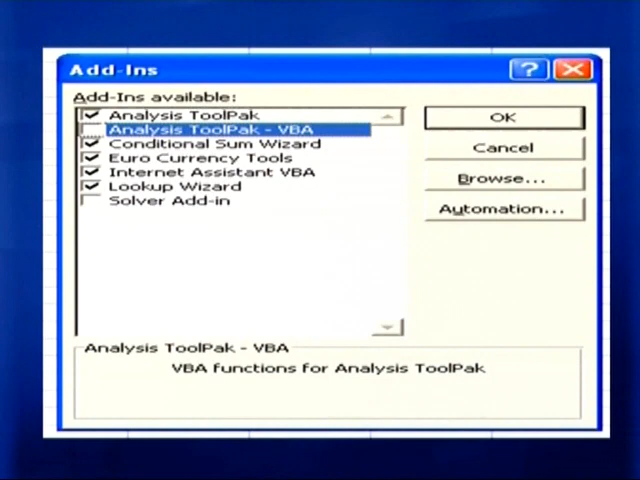 Add-Ins
Add-Ins available:
Analysis ToolPak
Analysis ToolPak - VBA
Conditional Sum Wizard
Euro Currency Tools
Internet Assistant VBA
Lookup Wizard
Solver Add-in
OK
Cancel
Browse...
Automation...
Analysis ToolPak - VBA
VBA functions for Analysis ToolPak